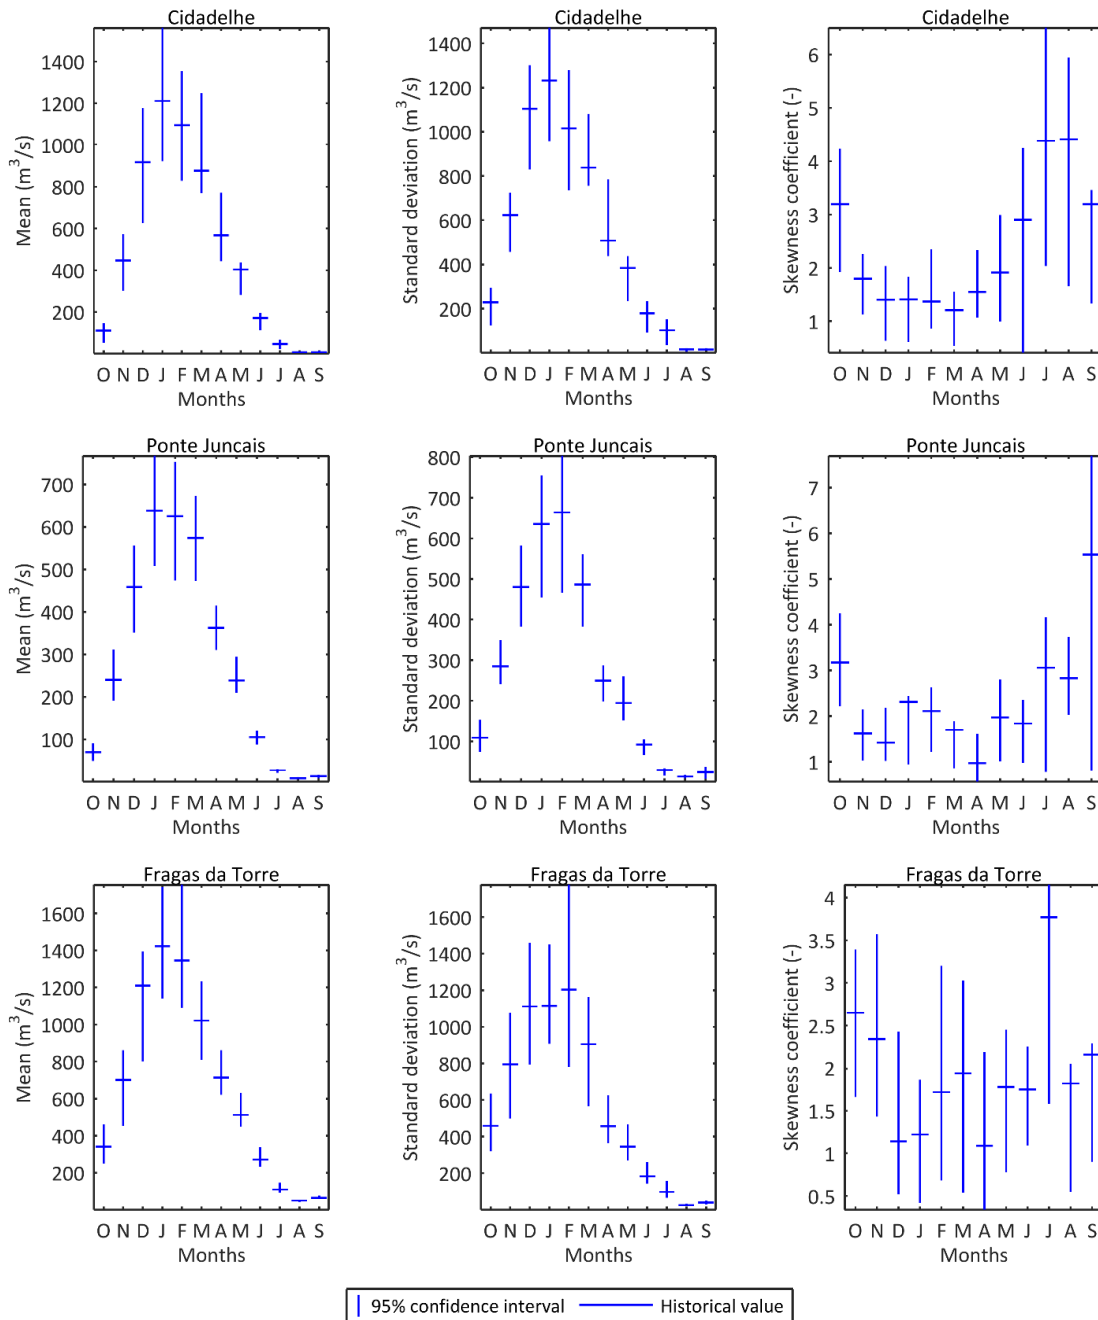 Cidadelhe
Mean (m³/s)
1400
1200
1000
800
600
400
200
O N D J F M A M J J A S
Months
Cidadelhe
Standard deviation (m³/s)
1400
1200
1000
800
600
400
200
O N D J F M A M J J A S
Months
Cidadelhe
Skewness coefficient (-)
6
5
4
3
2
1
O N D J F M A M J J A S
Months
Ponte Juncais
Mean (m³/s)
700
600
500
400
300
200
100
O N D J F M A M J J A S
Months
Ponte Juncais
Standard deviation (m³/s)
800
700
600
500
400
300
200
100
O N D J F M A M J J A S
Months
Ponte Juncais
Skewness coefficient (-)
7
6
5
4
3
2
1
O N D J F M A M J J A S
Months
Fragas da Torre
Mean (m³/s)
1600
1400
1200
1000
800
600
400
200
O N D J F M A M J J A S
Months
Fragas da Torre
Standard deviation (m³/s)
1600
1400
1200
1000
800
600
400
200
O N D J F M A M J J A S
Months
Fragas da Torre
Skewness coefficient (-)
4
3.5
3
2.5
2
1.5
1
0.5
O N D J F M A M J J A S
Months
95% confidence interval
Historical value